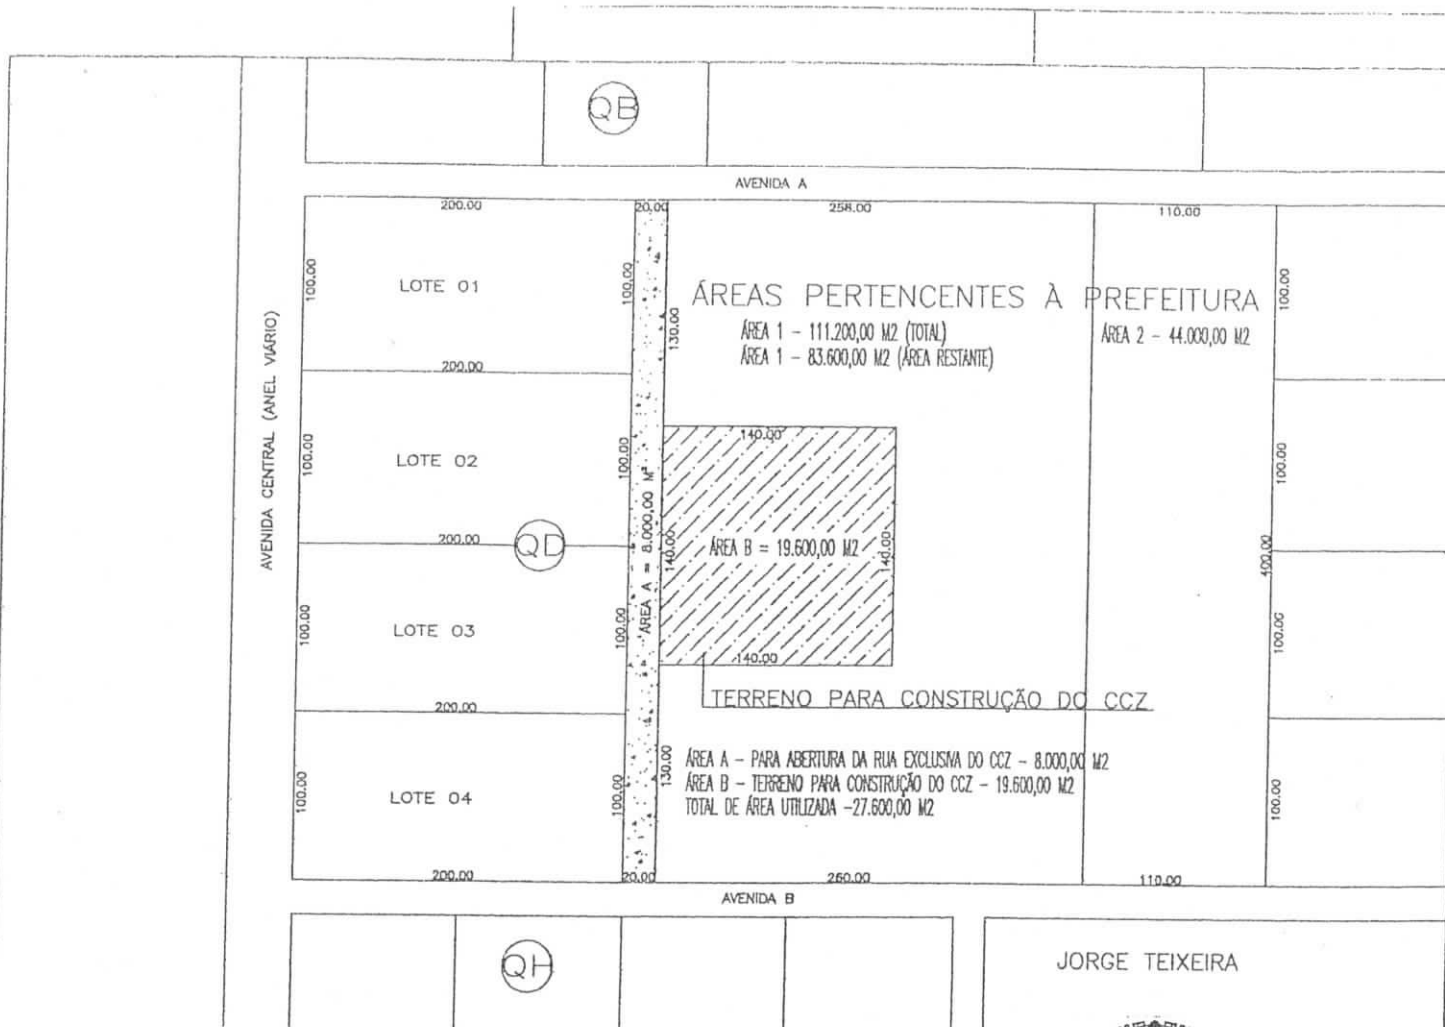 QB
AVENIDA A
200.00
20.00
258.00
110.00
100.00
LOTE 01
100.00
130.00
ÁREAS PERTENCENTES À PREFEITURA
ÁREA 1 - 111.200,00 M2 (TOTAL)
ÁREA 1 - 83.600,00 M2 (ÁREA RESTANTE)
ÁREA 2 - 44.000,00 M2
100.00
200.00
AVENIDA CENTRAL (ANEL VIÁRIO)
100.00
LOTE 02
100.00
140.00
100.00
200.00
QD
ÁREA A = 8.000,00 M²
140.00
ÁREA B = 19.600,00 M2
140.00
400.00
100.00
LOTE 03
100.00
140.00
100.00
200.00
TERRENO PARA CONSTRUÇÃO DO CCZ
100.00
LOTE 04
100.00
130.00
ÁREA A - PARA ABERTURA DA RUA EXCLUSIVA DO CCZ - 8.000,00 M2
ÁREA B - TERRENO PARA CONSTRUÇÃO DO CCZ - 19.600,00 M2
TOTAL DE ÁREA UTILIZADA -27.600,00 M2
100.00
200.00
20.00
260.00
110.00
AVENIDA B
QH
JORGE TEIXEIRA